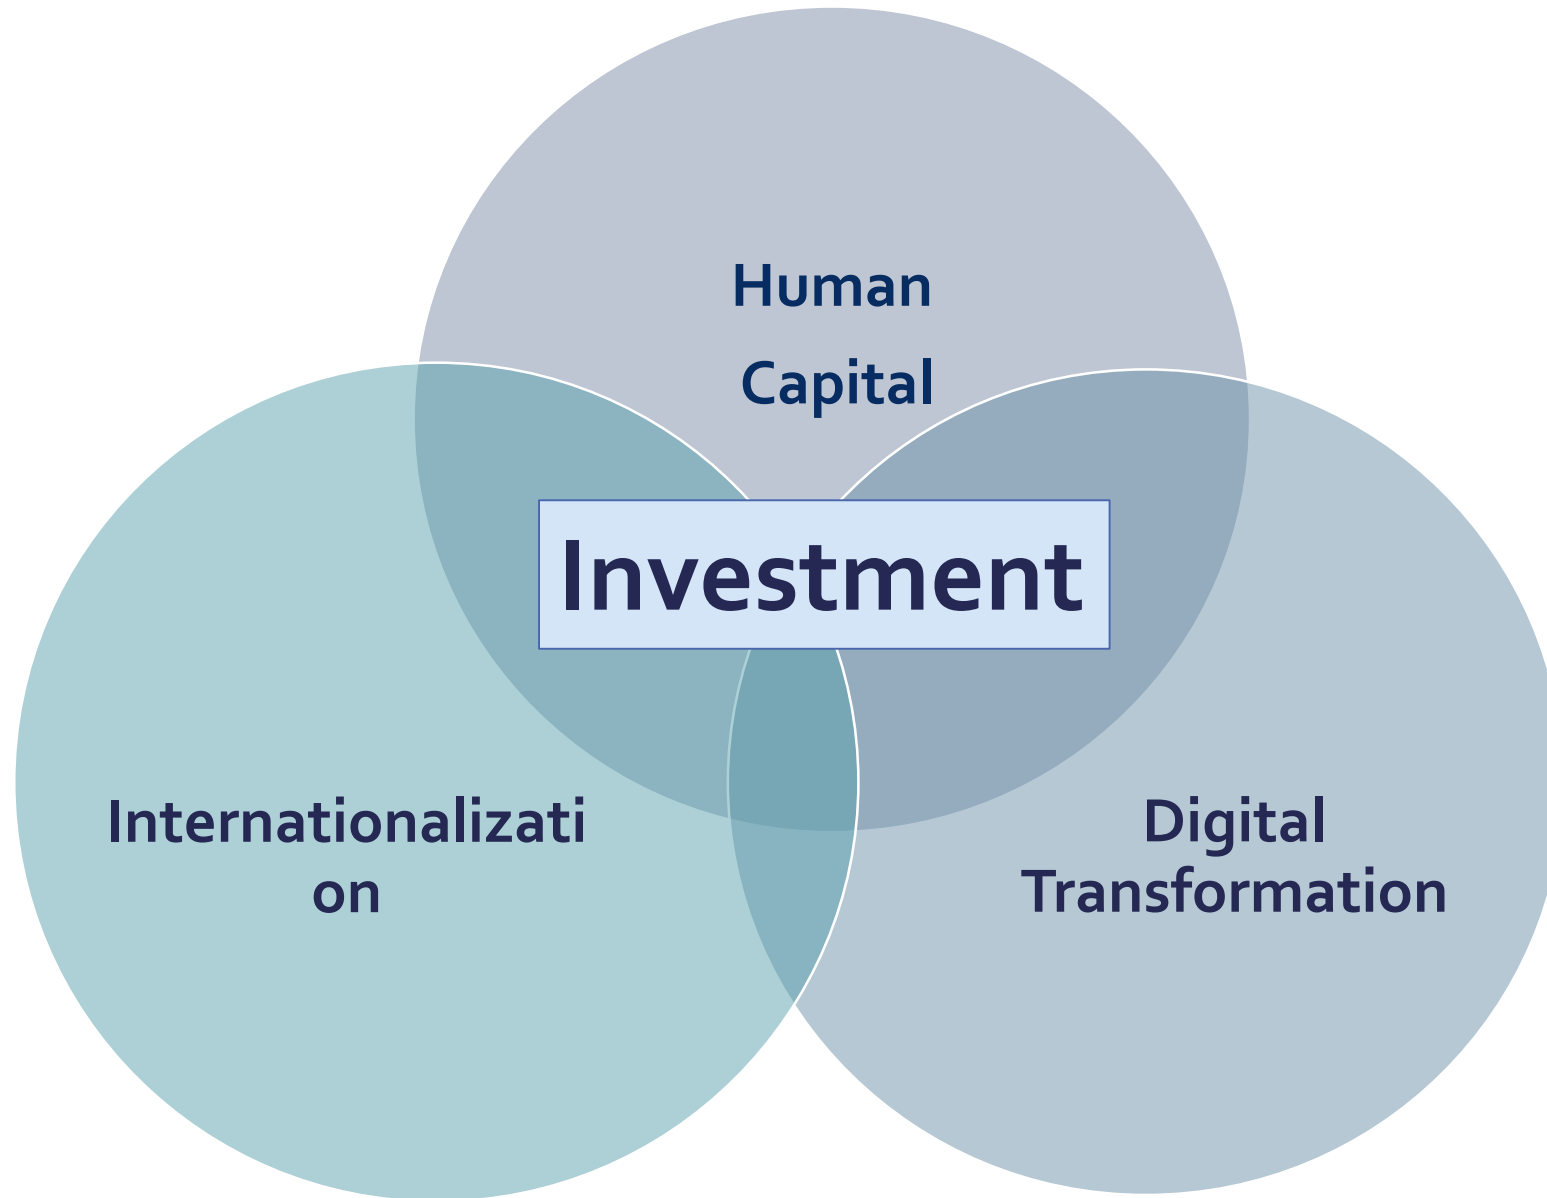 Human
Capital
Investment
Internationalizati
on
Digital
Transformation